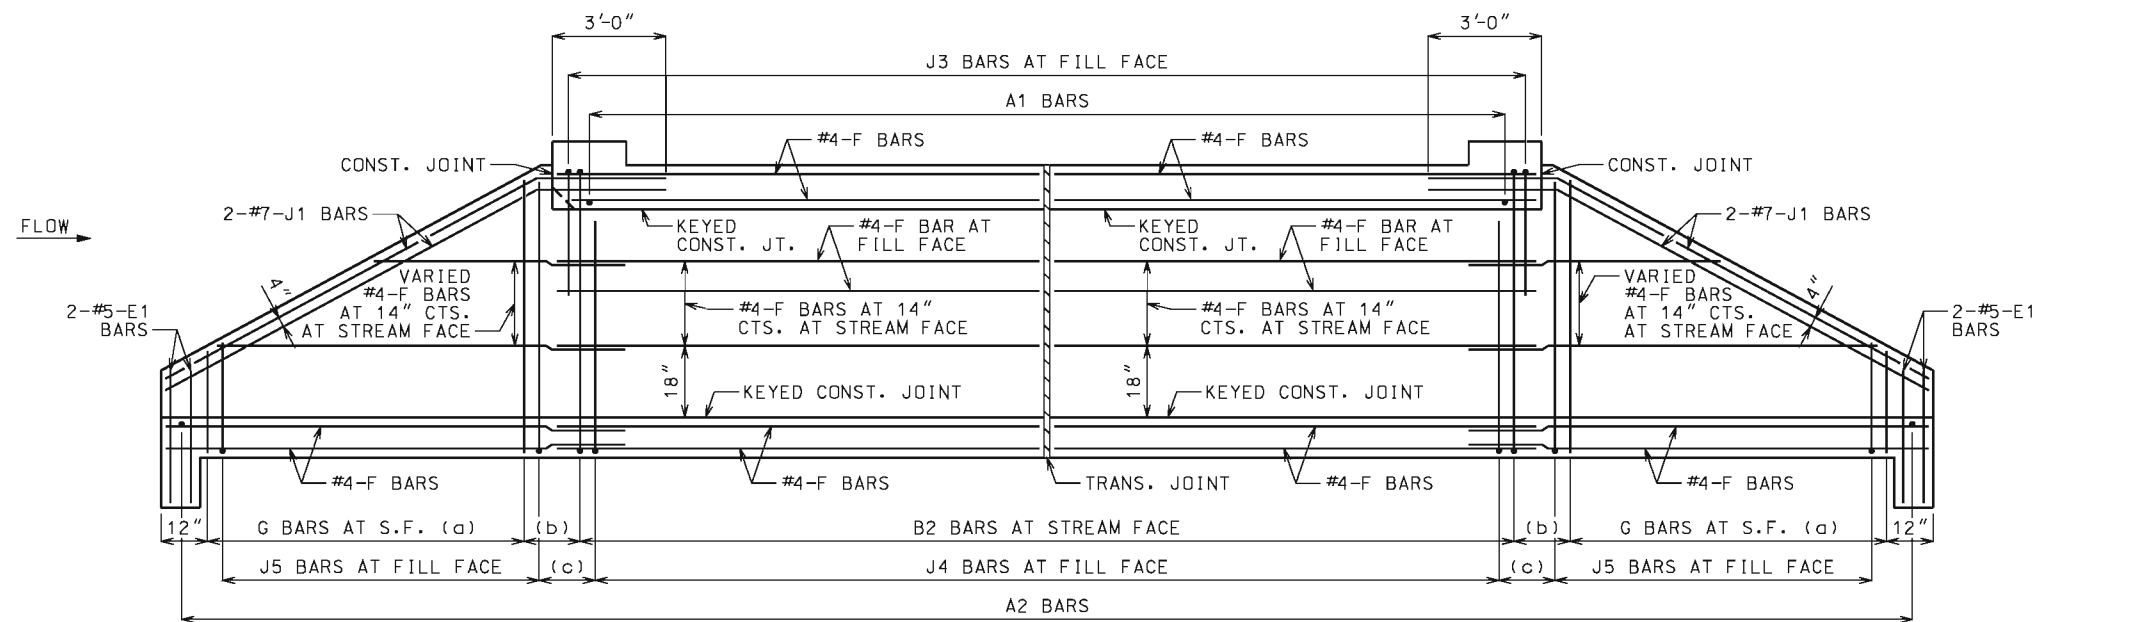 3'-0"
3'-0"
J3 BARS AT FILL FACE
A1 BARS
#4-F BARS
#4-F BARS
CONST. JOINT
CONST. JOINT
2-#7-J1 BARS
2-#7-J1 BARS
FLOW
KEYED
CONST. JT.
#4-F BAR AT
FILL FACE
KEYED
CONST. JT.
#4-F BAR AT
FILL FACE
VARIED
#4-F BARS
AT 14" CTS.
AT STREAM FACE
VARIED
#4-F BARS
AT 14" CTS.
AT STREAM FACE
4"
4"
2-#5-E1
BARS
#4-F BARS AT 14"
CTS. AT STREAM FACE
#4-F BARS AT 14"
CTS. AT STREAM FACE
2-#5-E1
BARS
18"
KEYED CONST. JOINT
18"
KEYED CONST. JOINT
#4-F BARS
#4-F BARS
TRANS. JOINT
#4-F BARS
#4-F BARS
12"
G BARS AT S.F. (a)
(b)
B2 BARS AT STREAM FACE
(b)
G BARS AT S.F. (a)
12"
J5 BARS AT FILL FACE
(c)
J4 BARS AT FILL FACE
(c)
J5 BARS AT FILL FACE
A2 BARS